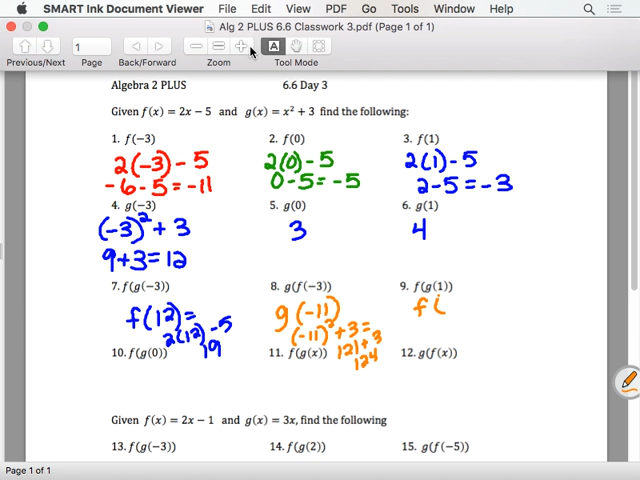 SMART Ink Document Viewer File Edit View PDF Go Tools Window Help
Alg 2 PLUS 6.6 Classwork 3.pdf (Page 1 of 1)
1
A
Previous/Next Page Back/Forward Zoom Tool Mode
Algebra 2 PLUS 6.6 Day 3
Given f(x) = 2x − 5 and g(x) = x² + 3 find the following:
1. f(−3) 2. f(0) 3. f(1)
2(-3) - 5 2(0) - 5 2(1) - 5
-6 - 5 = -11 0 - 5 = -5 2 - 5 = -3
4. g(−3) 5. g(0) 6. g(1)
(-3)² + 3 3 4
9 + 3 = 12
7. f(g(−3)) 8. g(f(−3)) 9. f(g(1))
f(12) = g(-11) f(
2(12) - 5 (-11)² + 3 =
19 121 + 3
124
10. f(g(0)) 11. f(g(x)) 12. g(f(x))
Given f(x) = 2x − 1 and g(x) = 3x, find the following
13. f(g(−3)) 14. f(g(2)) 15. g(f(−5))
Page 1 of 1